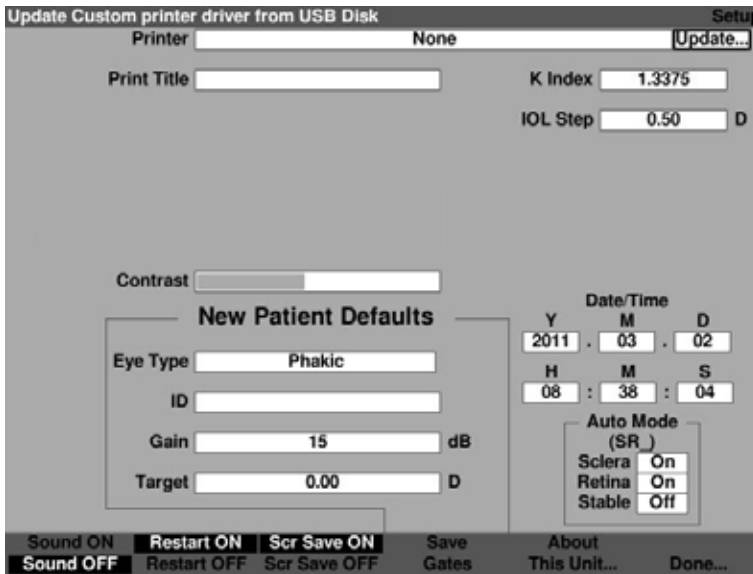 Update Custom printer driver from USB Disk Setup
Printer None Update...
Print Title K Index 1.3375
IOL Step 0.50 D
Contrast
New Patient Defaults
Eye Type Phakic
ID
Gain 15 dB
Target 0.00 D
Date/Time
Y M D
2011 . 03 . 02
H M S
08 : 38 : 04
Auto Mode
(SR_)
Sclera On
Retina On
Stable Off
Sound ON Restart ON Scr Save ON Save About
Sound OFF Restart OFF Scr Save OFF Gates This Unit... Done...